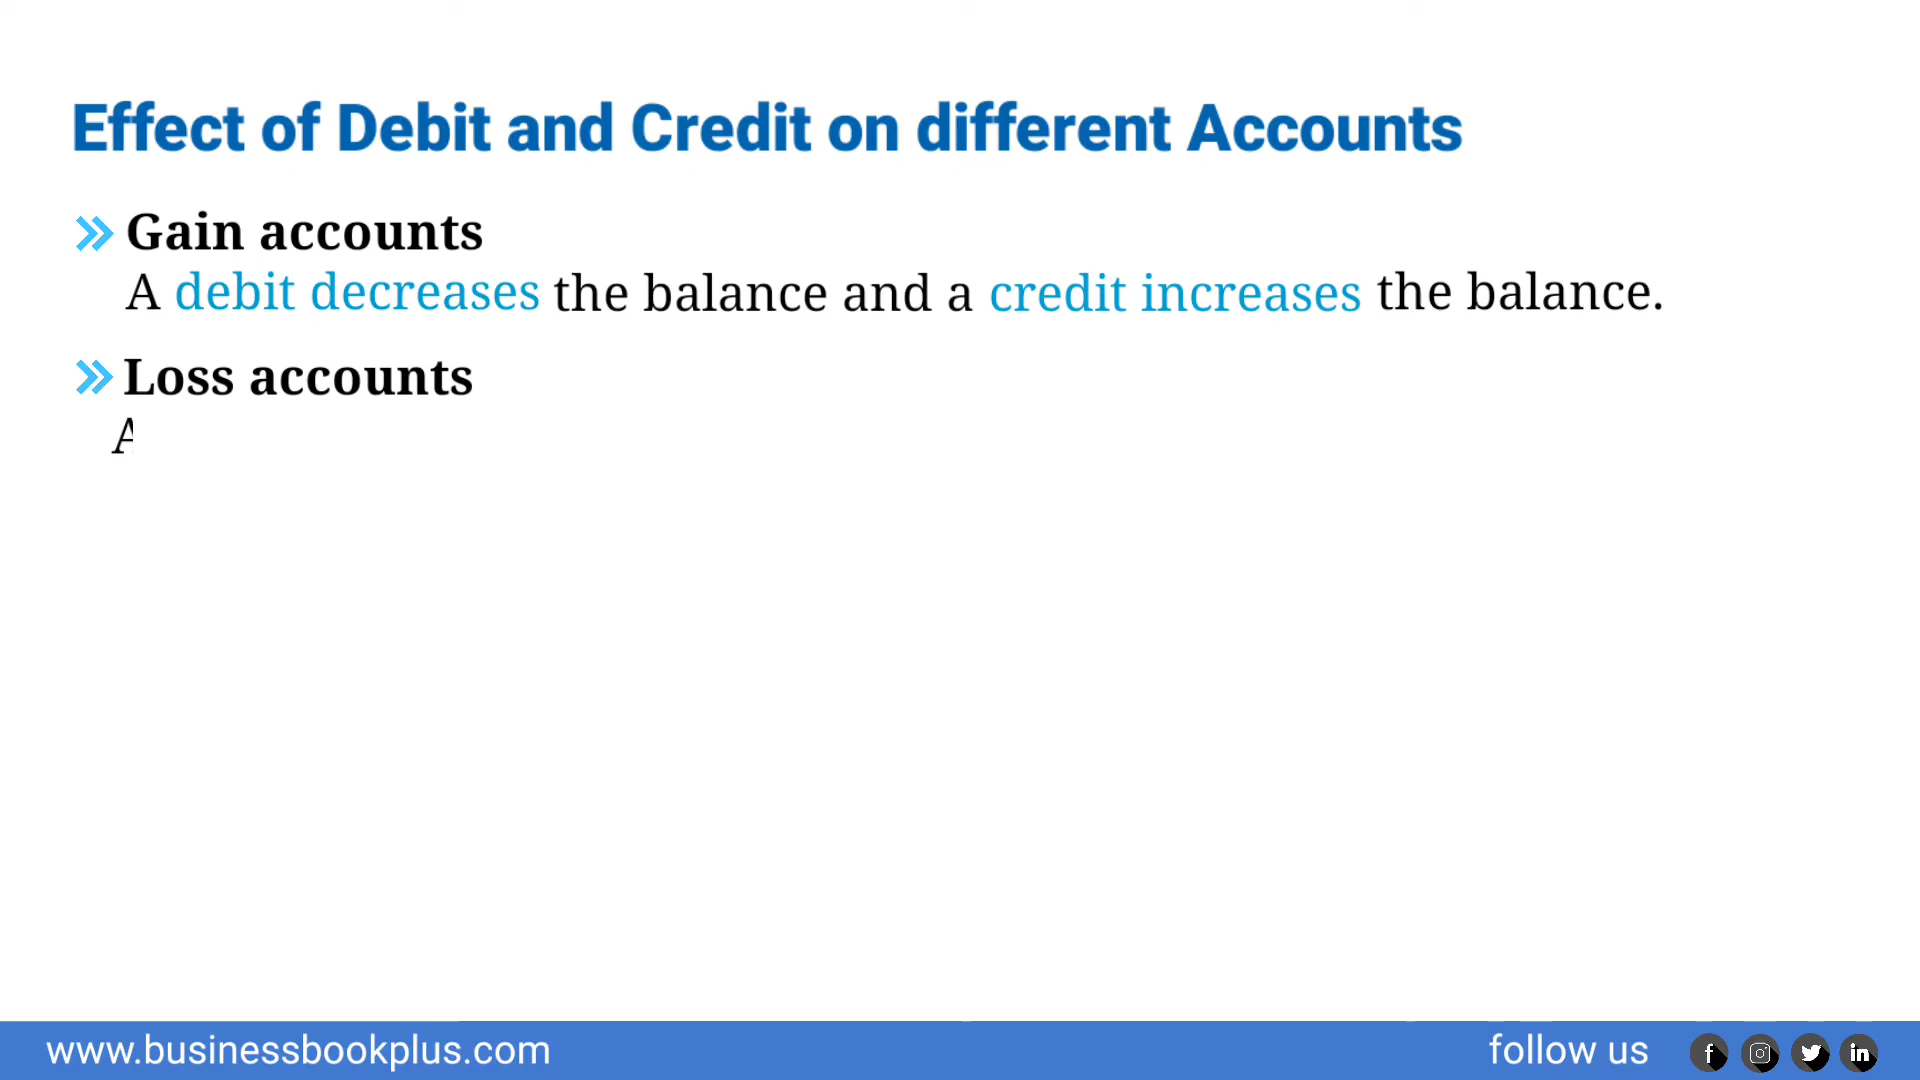 Effect of Debit and Credit on different Accounts
Gain accounts
A debit decreases the balance and a credit increases the balance.
Loss accounts
A
www.businessbookplus.com
follow us